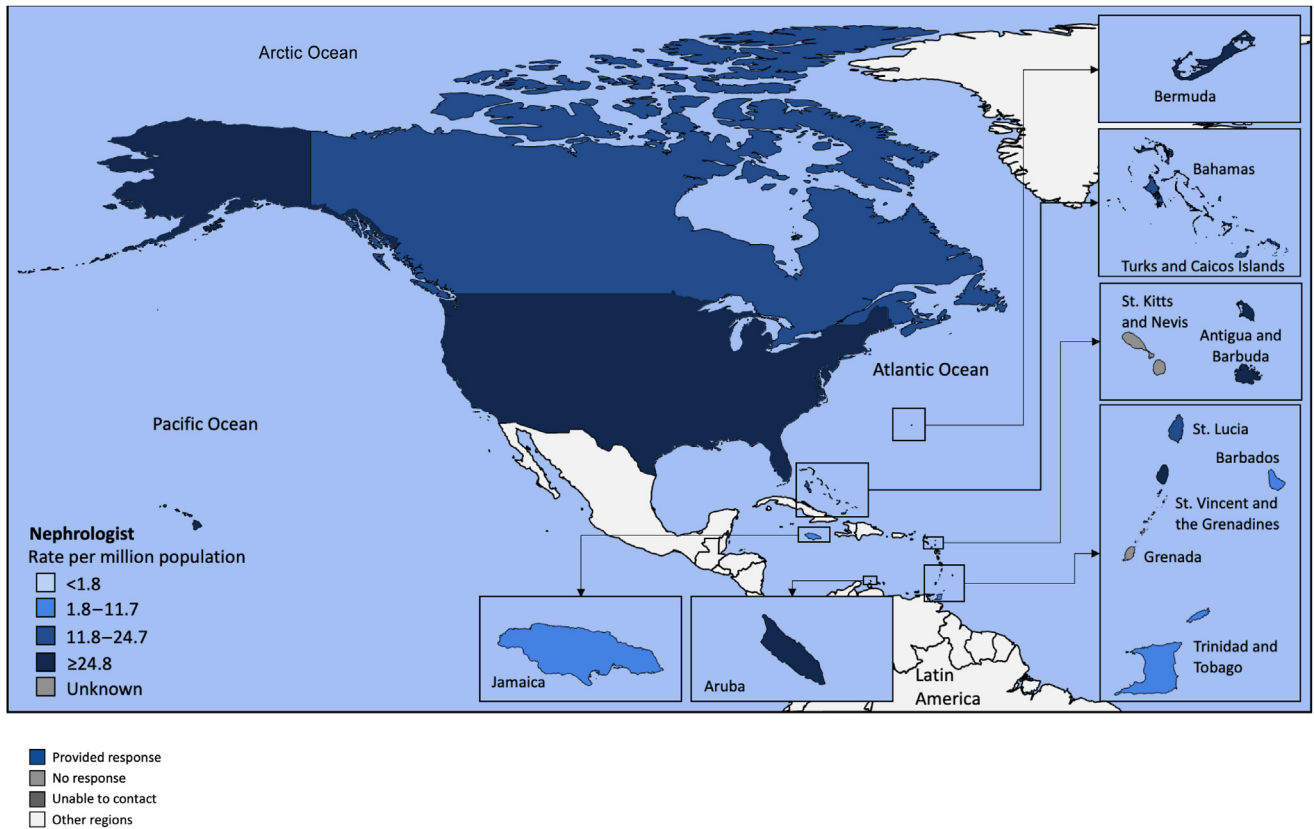 Arctic Ocean
Bermuda
Bahamas
Turks and Caicos Islands
St. Kitts
and Nevis
Antigua and
Barbuda
Atlantic Ocean
Pacific Ocean
St. Lucia
Barbados
St. Vincent and
the Grenadines
Grenada
Trinidad and
Tobago
Nephrologist
Rate per million population
<1.8
1.8–11.7
11.8–24.7
≥24.8
Unknown
Jamaica
Aruba
Latin
America
Provided response
No response
Unable to contact
Other regions